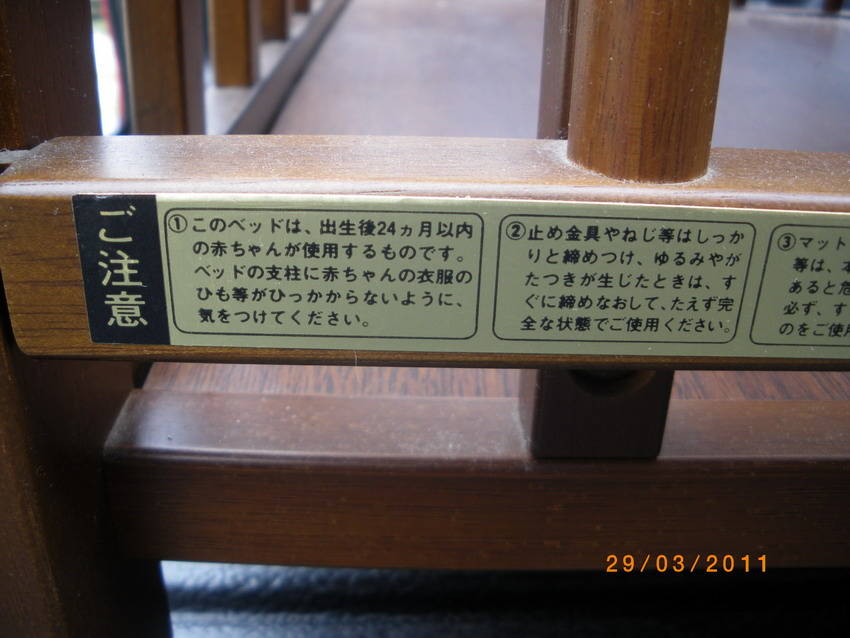 ご注意
①このベッドは、出生後24ヵ月以内
の赤ちゃんが使用するものです。
ベッドの支柱に赤ちゃんの衣服の
ひも等がひっかからないように、
気をつけてください。
②止め金具やねじ等はしっか
りと締めつけ、ゆるみやが
たつきが生じたときは、す
ぐに締めなおして、たえず完
全な状態でご使用ください。
③マット
等は、本
あると危
必ず、す
のをご使用
29/03/2011